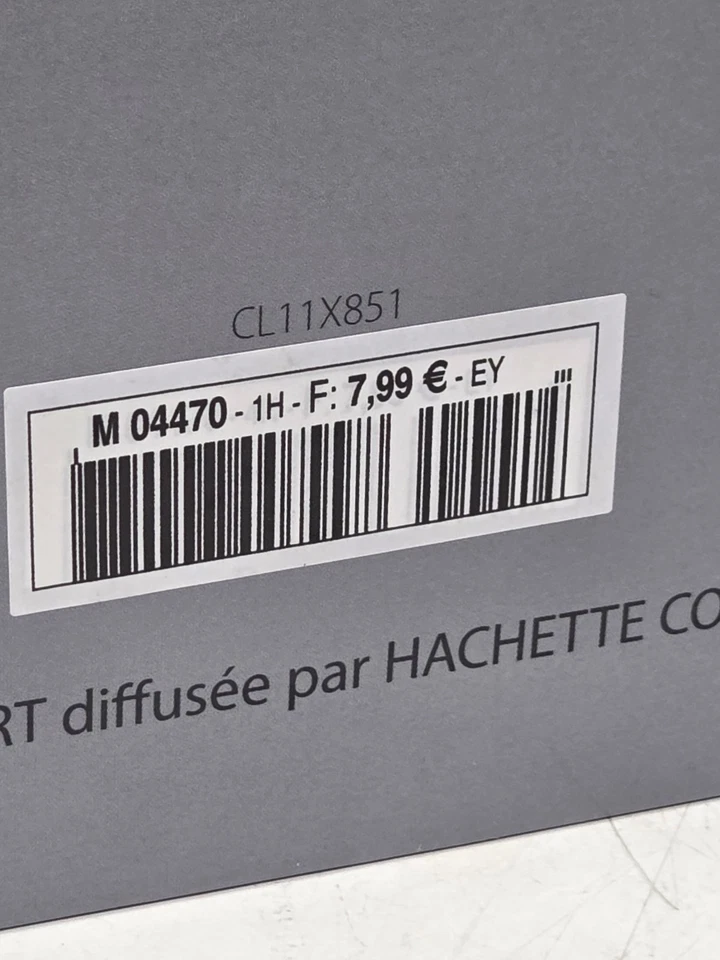 CL11X851
M 04470 - 1H - F: 7,99 € - EY
RT diffusée par HACHETTE CO